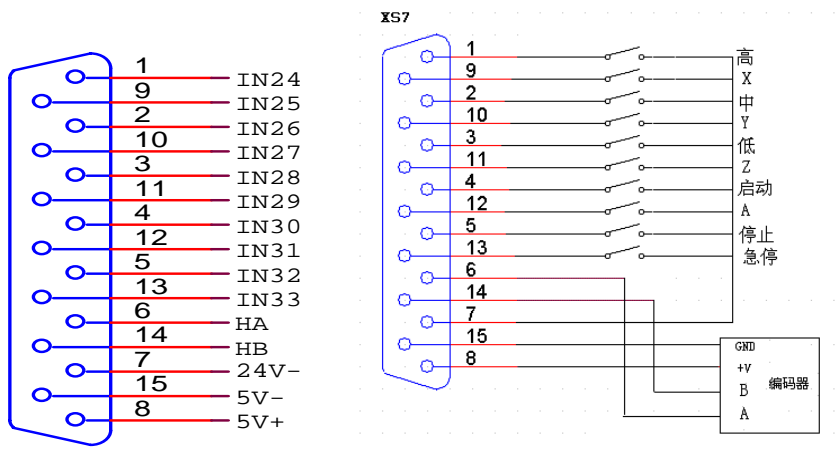 1 IN24
9 IN25
2 IN26
10 IN27
3 IN28
11 IN29
4 IN30
12 IN31
5 IN32
13 IN33
6 HA
14 HB
7 24V-
15 5V-
8 5V+
XS7
1 高
9 X
2 中
10 Y
3 低
11 Z
4 启动
12 A
5 停止
13 急停
6
14
7
15 GND
8 +V
B 编码器
A